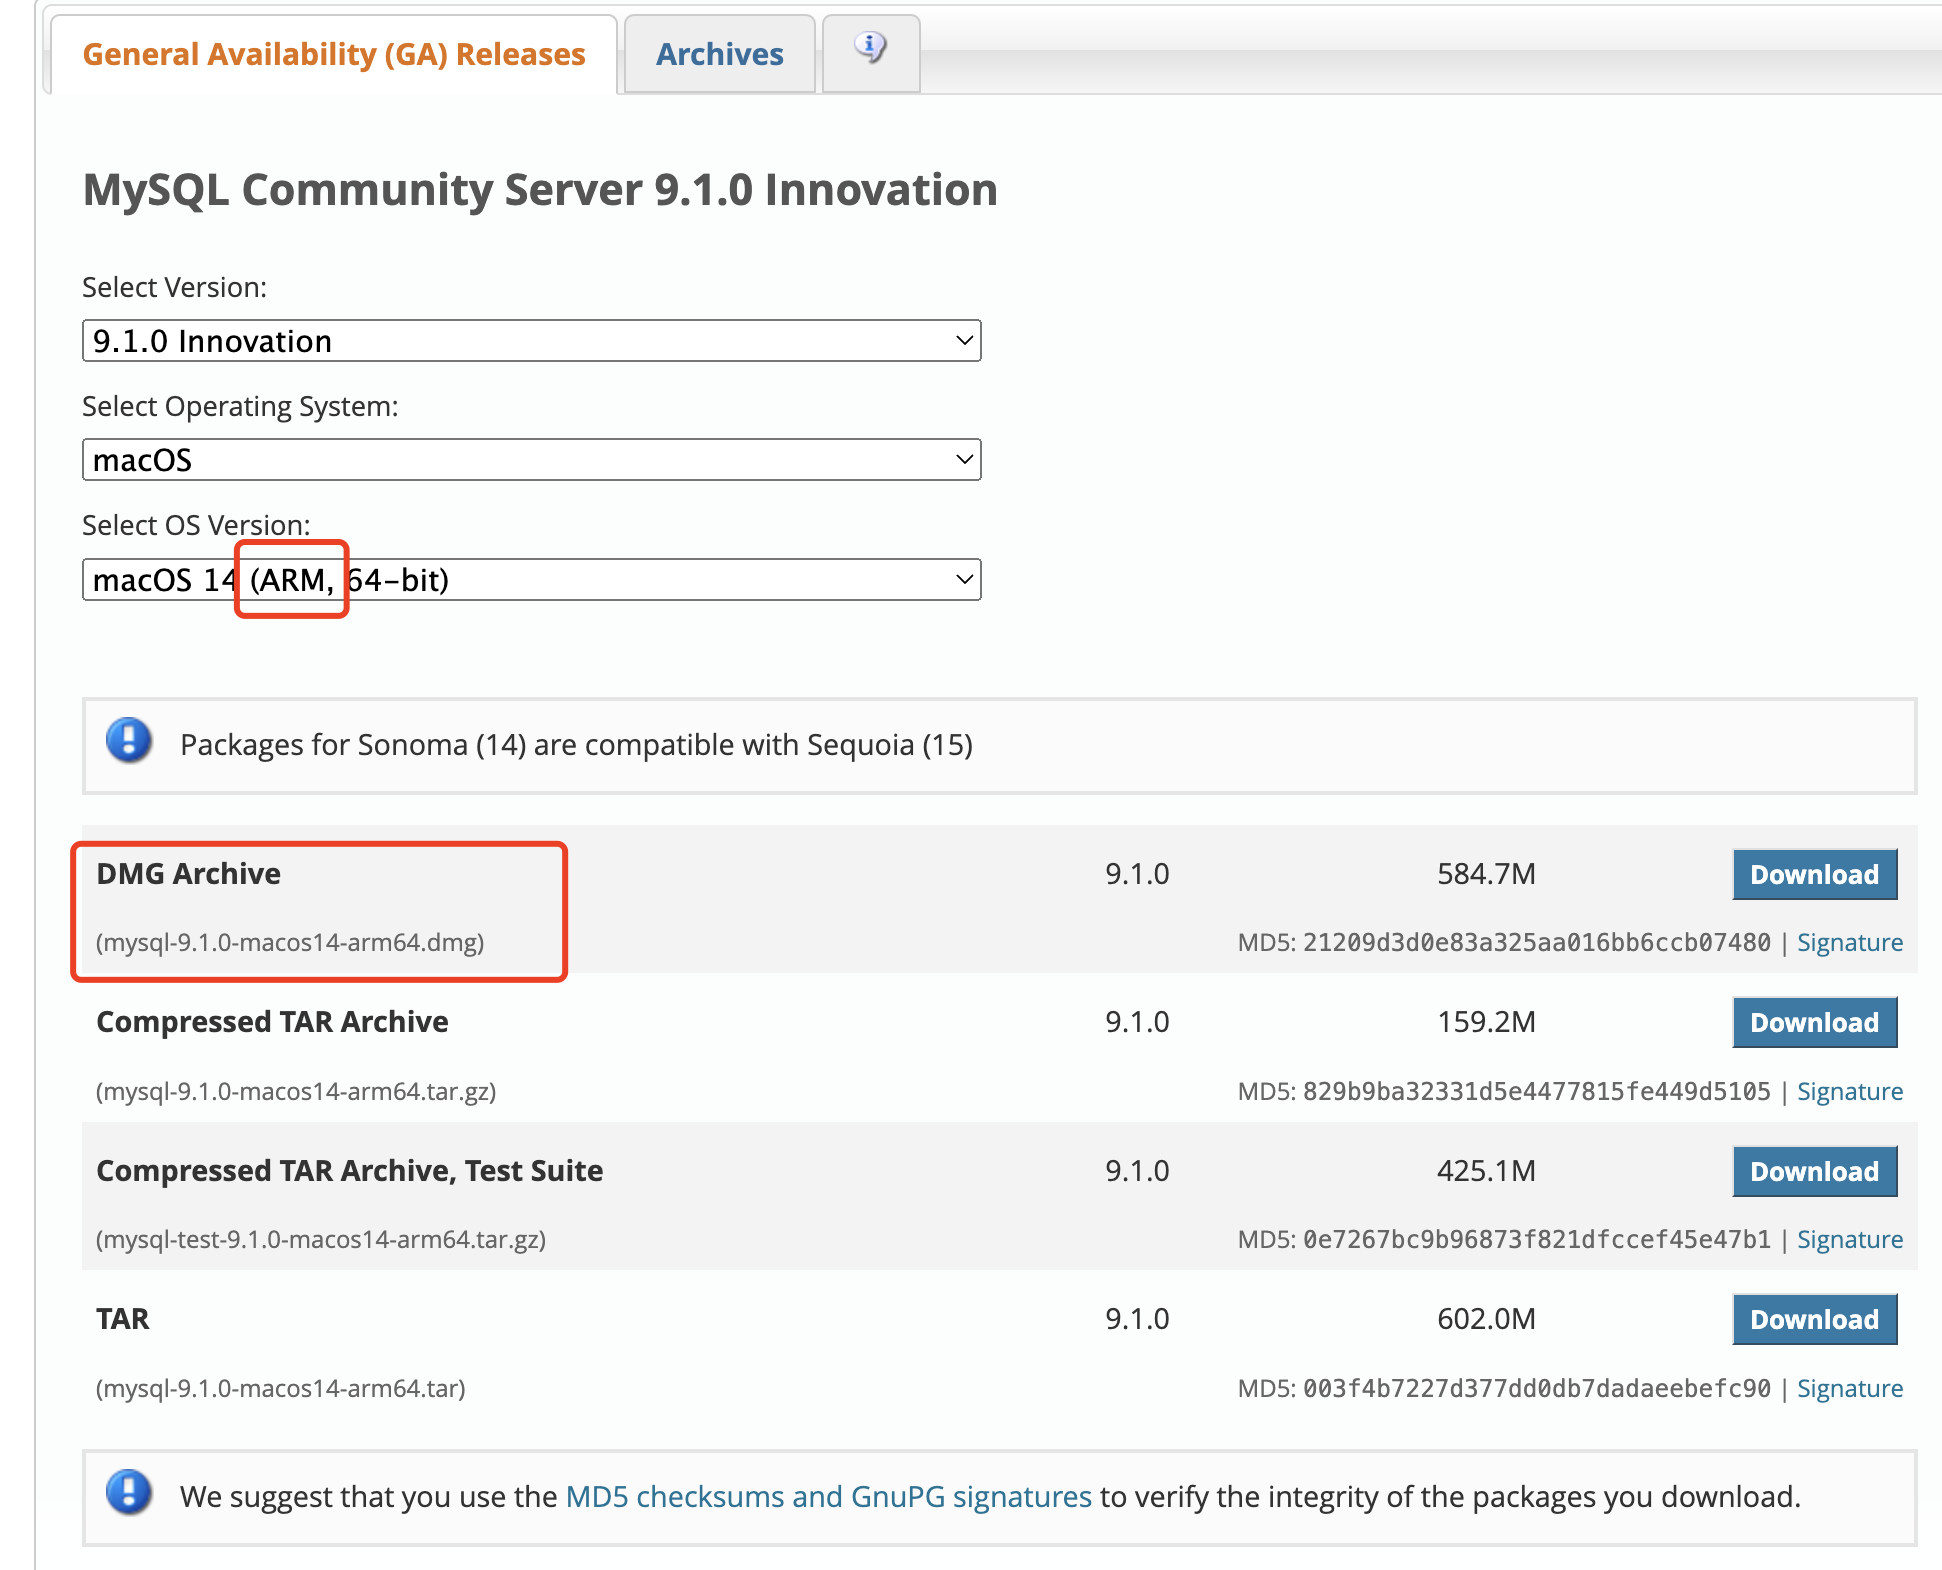 General Availability (GA) Releases
Archives
MySQL Community Server 9.1.0 Innovation
Select Version:
9.1.0 Innovation
Select Operating System:
macOS
Select OS Version:
macOS 14 (ARM, 64-bit)
Packages for Sonoma (14) are compatible with Sequoia (15)
DMG Archive 9.1.0 584.7M Download
(mysql-9.1.0-macos14-arm64.dmg) MD5: 21209d3d0e83a325aa016bb6ccb07480 | Signature
Compressed TAR Archive 9.1.0 159.2M Download
(mysql-9.1.0-macos14-arm64.tar.gz) MD5: 829b9ba32331d5e4477815fe449d5105 | Signature
Compressed TAR Archive, Test Suite 9.1.0 425.1M Download
(mysql-test-9.1.0-macos14-arm64.tar.gz) MD5: 0e7267bc9b96873f821dfccef45e47b1 | Signature
TAR 9.1.0 602.0M Download
(mysql-9.1.0-macos14-arm64.tar) MD5: 003f4b7227d377dd0db7dadaeebefc90 | Signature
We suggest that you use the MD5 checksums and GnuPG signatures to verify the integrity of the packages you download.